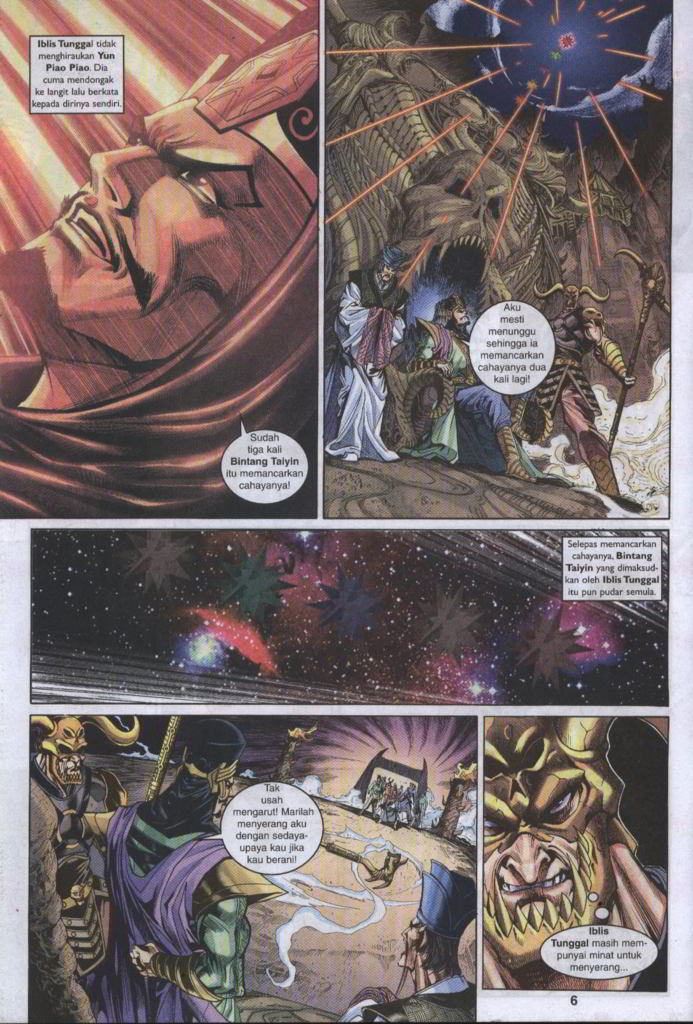 Iblis Tunggal tidak
menghiraukan Yun
Piao Piao. Dia
cuma mendongak
ke langit lalu berkata
kepada dirinya sendiri.
Sudah
tiga kali
Bintang Taiyin
itu memancarkan
cahayanya!
Aku
mesti
menunggu
sehingga ia
memancarkan
cahayanya dua
kali lagi!
Selepas memancarkan
cahayanya, Bintang
Taiyin yang dimaksud-
kan oleh Iblis Tunggal
itu pun pudar semula.
Tak
usah
mengarut! Marilah
menyerang aku
dengan sedaya-
upaya kau jika
kau berani!
Iblis
Tunggal masih mem-
punyai minat untuk
menyerang...
6